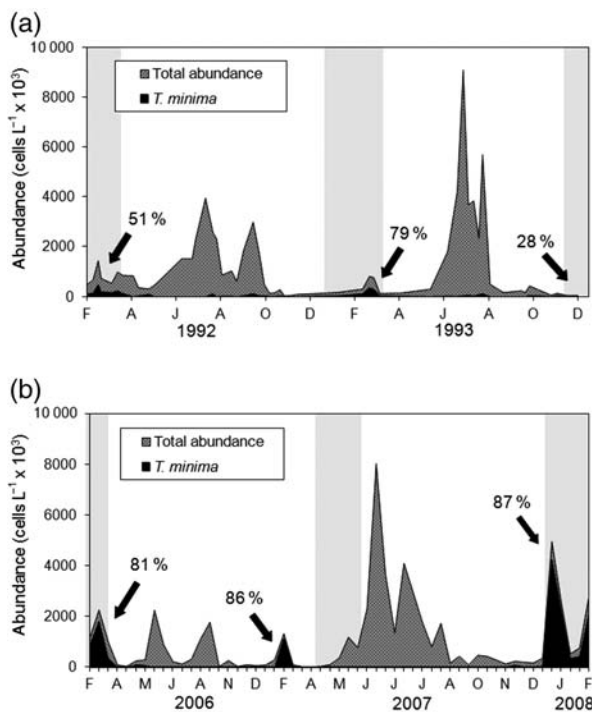 (a)
10 000
8000
6000
4000
2000
0
Abundance (cells L⁻¹ x 10³)
Total abundance
T. minima
51 %
79 %
28 %
F A J A O D F A J A O D
1992 1993
(b)
10 000
8000
6000
4000
2000
0
Abundance (cells L⁻¹ x 10³)
Total abundance
T. minima
81 %
86 %
87 %
F A M J A S N D F A M J J A S O N D J F
2006 2007 2008